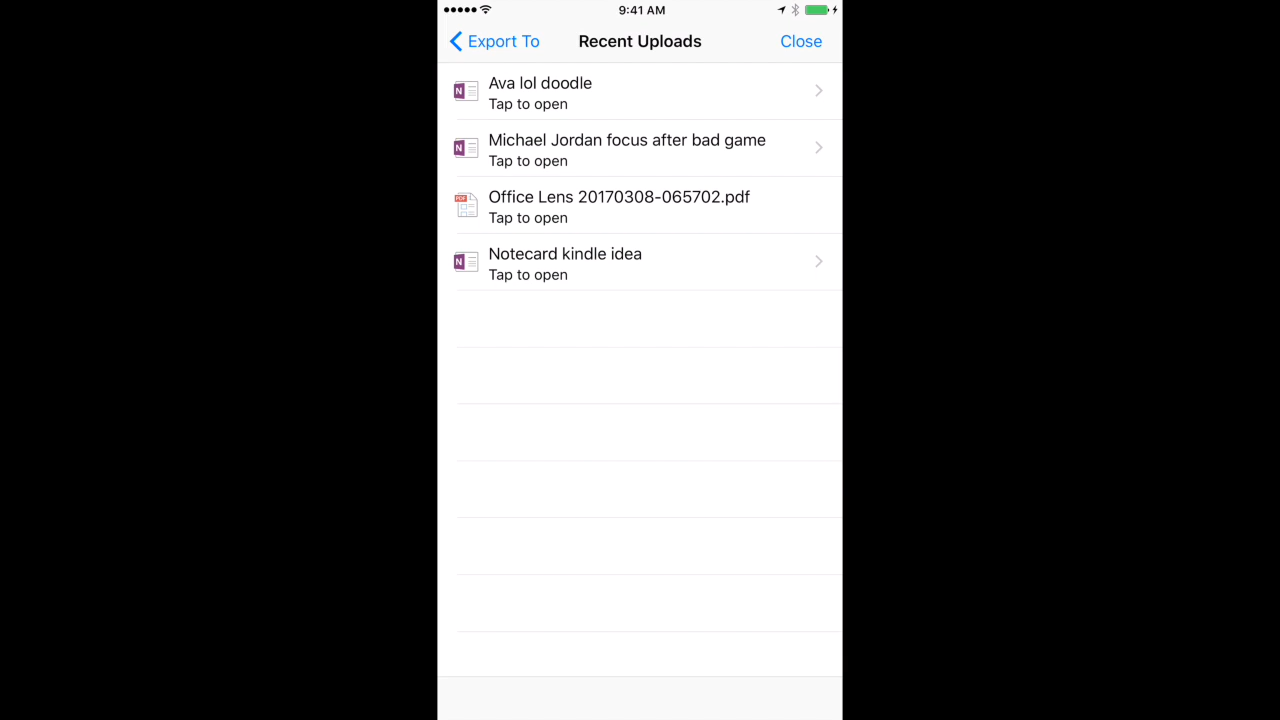 9:41 AM
Export To
Recent Uploads
Close
N
Ava lol doodle
Tap to open
N
Michael Jordan focus after bad game
Tap to open
PDF
Office Lens 20170308-065702.pdf
Tap to open
N
Notecard kindle idea
Tap to open